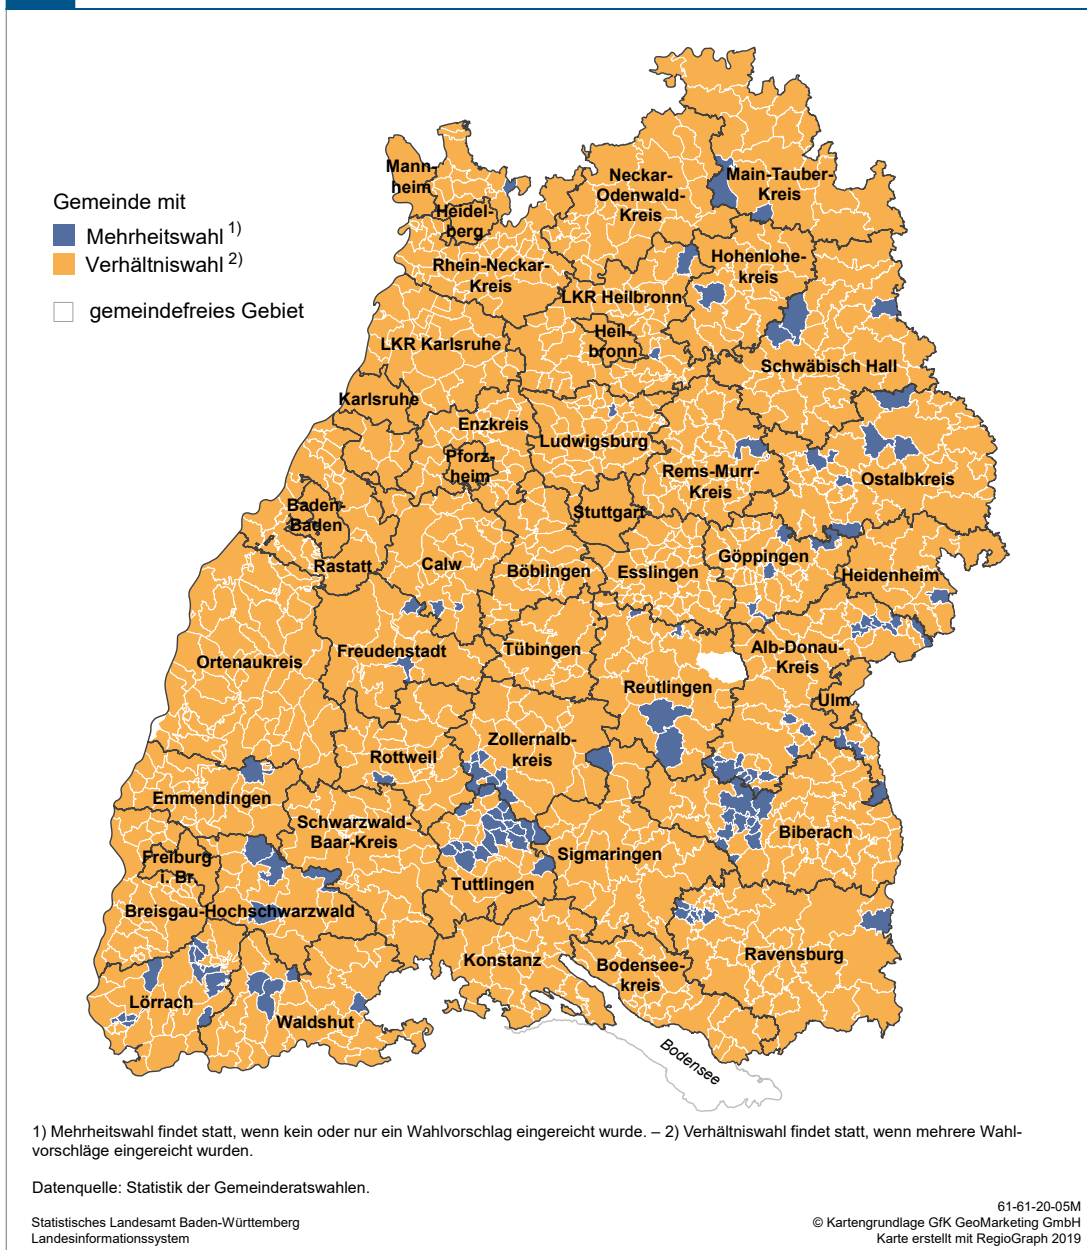 Gemeinde mit
Mehrheitswahl 1)
Verhältniswahl 2)
gemeindefreies Gebiet
Mann-
heim
Heidel-
berg
Rhein-Neckar-
Kreis
Neckar-
Odenwald-
Kreis
Main-Tauber-
Kreis
Hohenlohe-
kreis
LKR Heilbronn
Heil-
bronn
LKR Karlsruhe
Schwäbisch Hall
Karlsruhe
Enzkreis
Ludwigsburg
Pforz-
heim
Rems-Murr-
Kreis
Ostalbkreis
Baden-
Baden
Stuttgart
Rastatt
Calw
Böblingen
Esslingen
Göppingen
Heidenheim
Ortenaukreis
Freudenstadt
Tübingen
Alb-Donau-
Kreis
Reutlingen
Ulm
Rottweil
Zollernalb-
kreis
Emmendingen
Schwarzwald-
Baar-Kreis
Biberach
Freiburg
i. Br.
Sigmaringen
Tuttlingen
Breisgau-Hochschwarzwald
Konstanz
Bodensee-
kreis
Ravensburg
Lörrach
Waldshut
Bodensee
1) Mehrheitswahl findet statt, wenn kein oder nur ein Wahlvorschlag eingereicht wurde. – 2) Verhältniswahl findet statt, wenn mehrere Wahl-
vorschläge eingereicht wurden.
Datenquelle: Statistik der Gemeinderatswahlen.
61-61-20-05M
Statistisches Landesamt Baden-Württemberg
© Kartengrundlage GfK GeoMarketing GmbH
Landesinformationssystem
Karte erstellt mit RegioGraph 2019